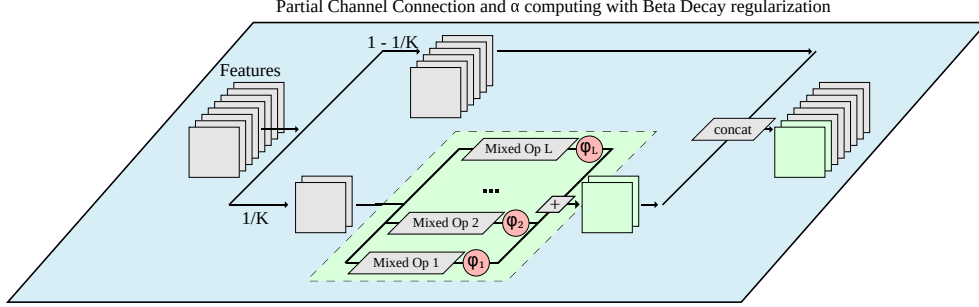 Partial Channel Connection and α computing with Beta Decay regularization
1 - 1/K
Features
concat
Mixed Op L
φL
...
1/K
Mixed Op 2
φ2
+
Mixed Op 1
φ1